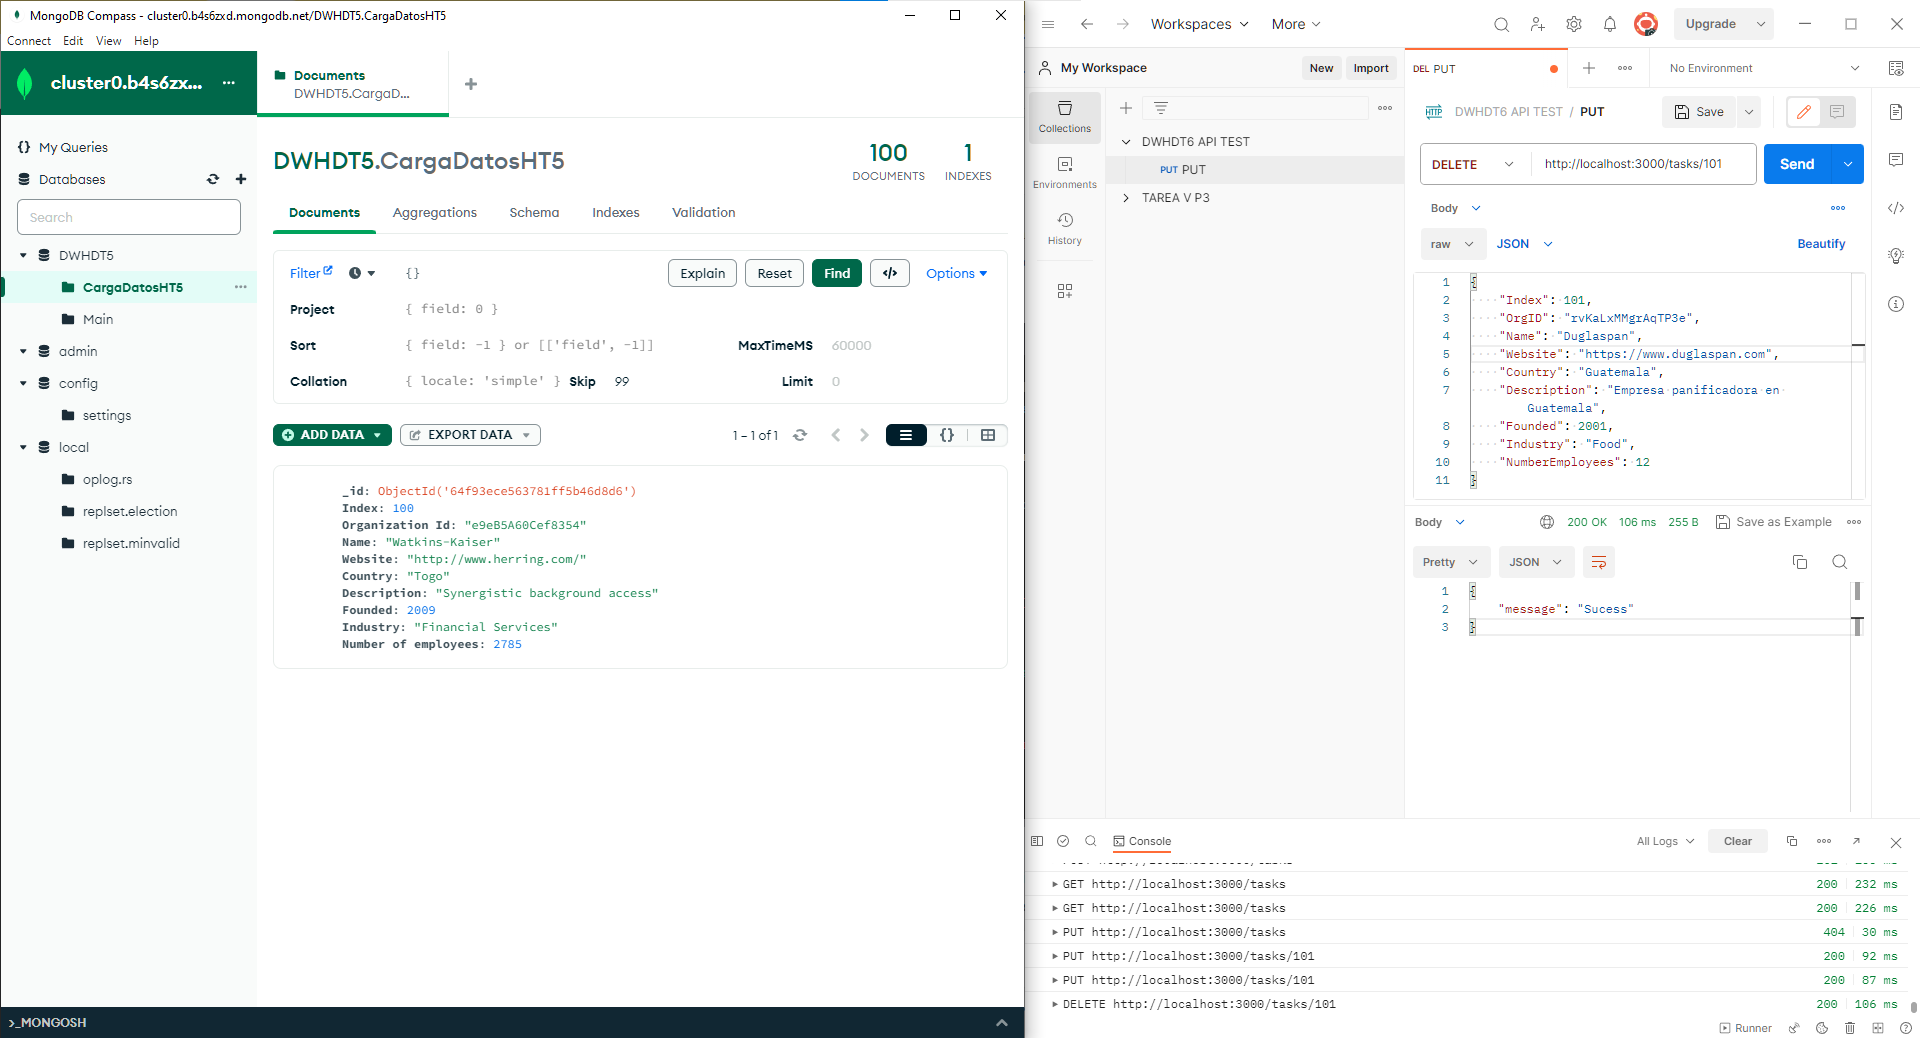 MongoDB Compass - cluster0.b4s6zxd.mongodb.net/DWHDT5.CargaDatosHT5
Connect Edit View Help
cluster0.b4s6zx...
Documents
DWHDT5.CargaD...
My Queries
Databases
Search
DWHDT5
CargaDatosHT5
Main
admin
config
settings
local
oplog.rs
replset.election
replset.minvalid
DWHDT5.CargaDatosHT5
100
DOCUMENTS
1
INDEXES
Documents Aggregations Schema Indexes Validation
Filter {} Explain Reset Find </> Options
Project { field: 0 }
Sort { field: -1 } or [['field', -1]] MaxTimeMS 60000
Collation { locale: 'simple' } Skip 99 Limit 0
ADD DATA EXPORT DATA 1 – 1 of 1 {}
_id: ObjectId('64f93ece563781ff5b46d8d6')
Index: 100
Organization Id: "e9eB5A60Cef8354"
Name: "Watkins-Kaiser"
Website: "http://www.herring.com/"
Country: "Togo"
Description: "Synergistic background access"
Founded: 2009
Industry: "Financial Services"
Number of employees: 2785
>_MONGOSH
Workspaces More Upgrade
My Workspace New Import
Collections
Environments
History
DWHDT6 API TEST
PUT PUT
TAREA V P3
DEL PUT No Environment
HTTP DWHDT6 API TEST / PUT Save
DELETE http://localhost:3000/tasks/101 Send
Body
raw JSON Beautify
1 {
2 "Index": 101,
3 "OrgID": "rvKaLxMMgrAqTP3e",
4 "Name": "Duglaspan",
5 "Website": "https://www.duglaspan.com",
6 "Country": "Guatemala",
7 "Description": "Empresa panificadora en
Guatemala",
8 "Founded": 2001,
9 "Industry": "Food",
10 "NumberEmployees": 12
11 }
Body 200 OK 106 ms 255 B Save as Example
Pretty JSON
1 {
2 "message": "Sucess"
3 }
Console All Logs Clear
GET http://localhost:3000/tasks 200 232 ms
GET http://localhost:3000/tasks 200 226 ms
PUT http://localhost:3000/tasks 404 30 ms
PUT http://localhost:3000/tasks/101 200 92 ms
PUT http://localhost:3000/tasks/101 200 87 ms
DELETE http://localhost:3000/tasks/101 200 106 ms
Runner